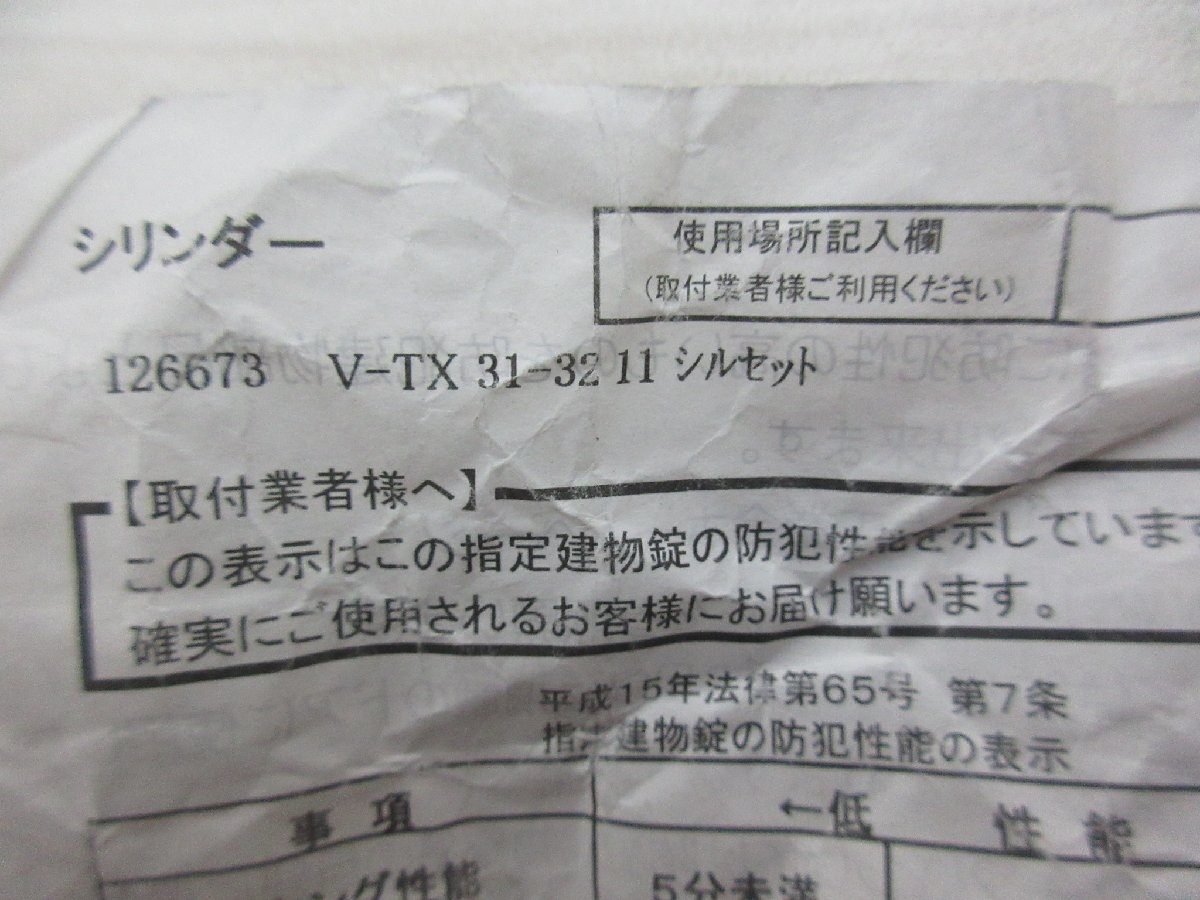 シリンダー
使用場所記入欄
(取付業者様ご利用ください)
126673 V-TX 31-32 11 シルセット
【取付業者様へ】
この表示はこの指定建物錠の防犯性能を示しています
確実にご使用されるお客様にお届け願います。
平成15年法律第65号 第7条
指定建物錠の防犯性能の表示
事項 ←低 性能
ング性能 5分未満